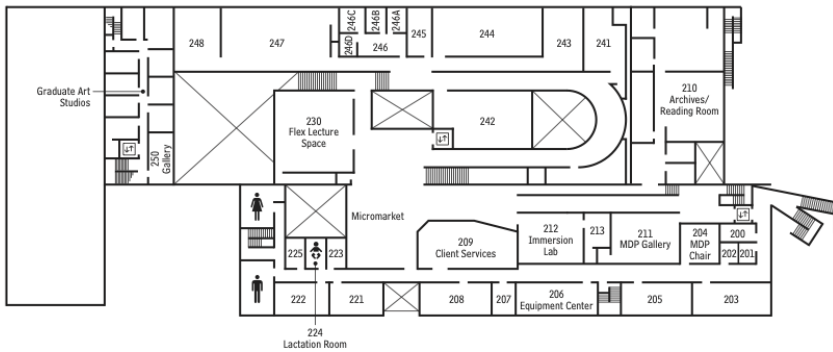 248
247
246C
246B
246A
246D
246
245
244
243
241
Graduate Art
Studios
210
Archives/
Reading Room
230
Flex Lecture
Space
242
250
Gallery
Micromarket
209
Client Services
212
Immersion
Lab
213
211
MDP Gallery
204
MDP
Chair
200
202
201
225
223
222
221
208
207
206
Equipment Center
205
203
224
Lactation Room